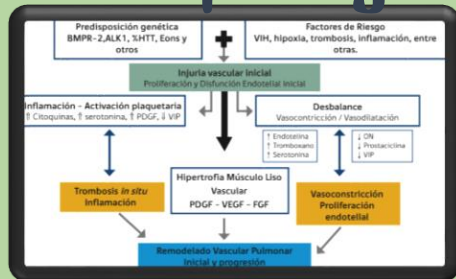 Predisposición genética
BMPR-2,ALK1, %HTT, Eons y
otros
Factores de Riesgo
VIH, hipoxia, trombosis, inflamación, entre
otras.
Injuria vascular inicial
Proliferación y Disfunción Endotelial Inicial
Inflamación - Activación plaquetaria
↑ Citoquinas, ↑ serotonina, ↑ PDGF, ↓ VIP
Desbalance
Vasocontricción / Vasodilatación
↑ Endotelina
↑ Tromboxano
↑ Serotonina
↓ ON
↓ Prostaciclina
↓ VIP
Hipertrofia Músculo Liso
Vascular
PDGF - VEGF - FGF
Trombosis in situ
Inflamación
Vasoconstricción
Proliferación
endotelial
Remodelado Vascular Pulmonar
Inicial y progresión